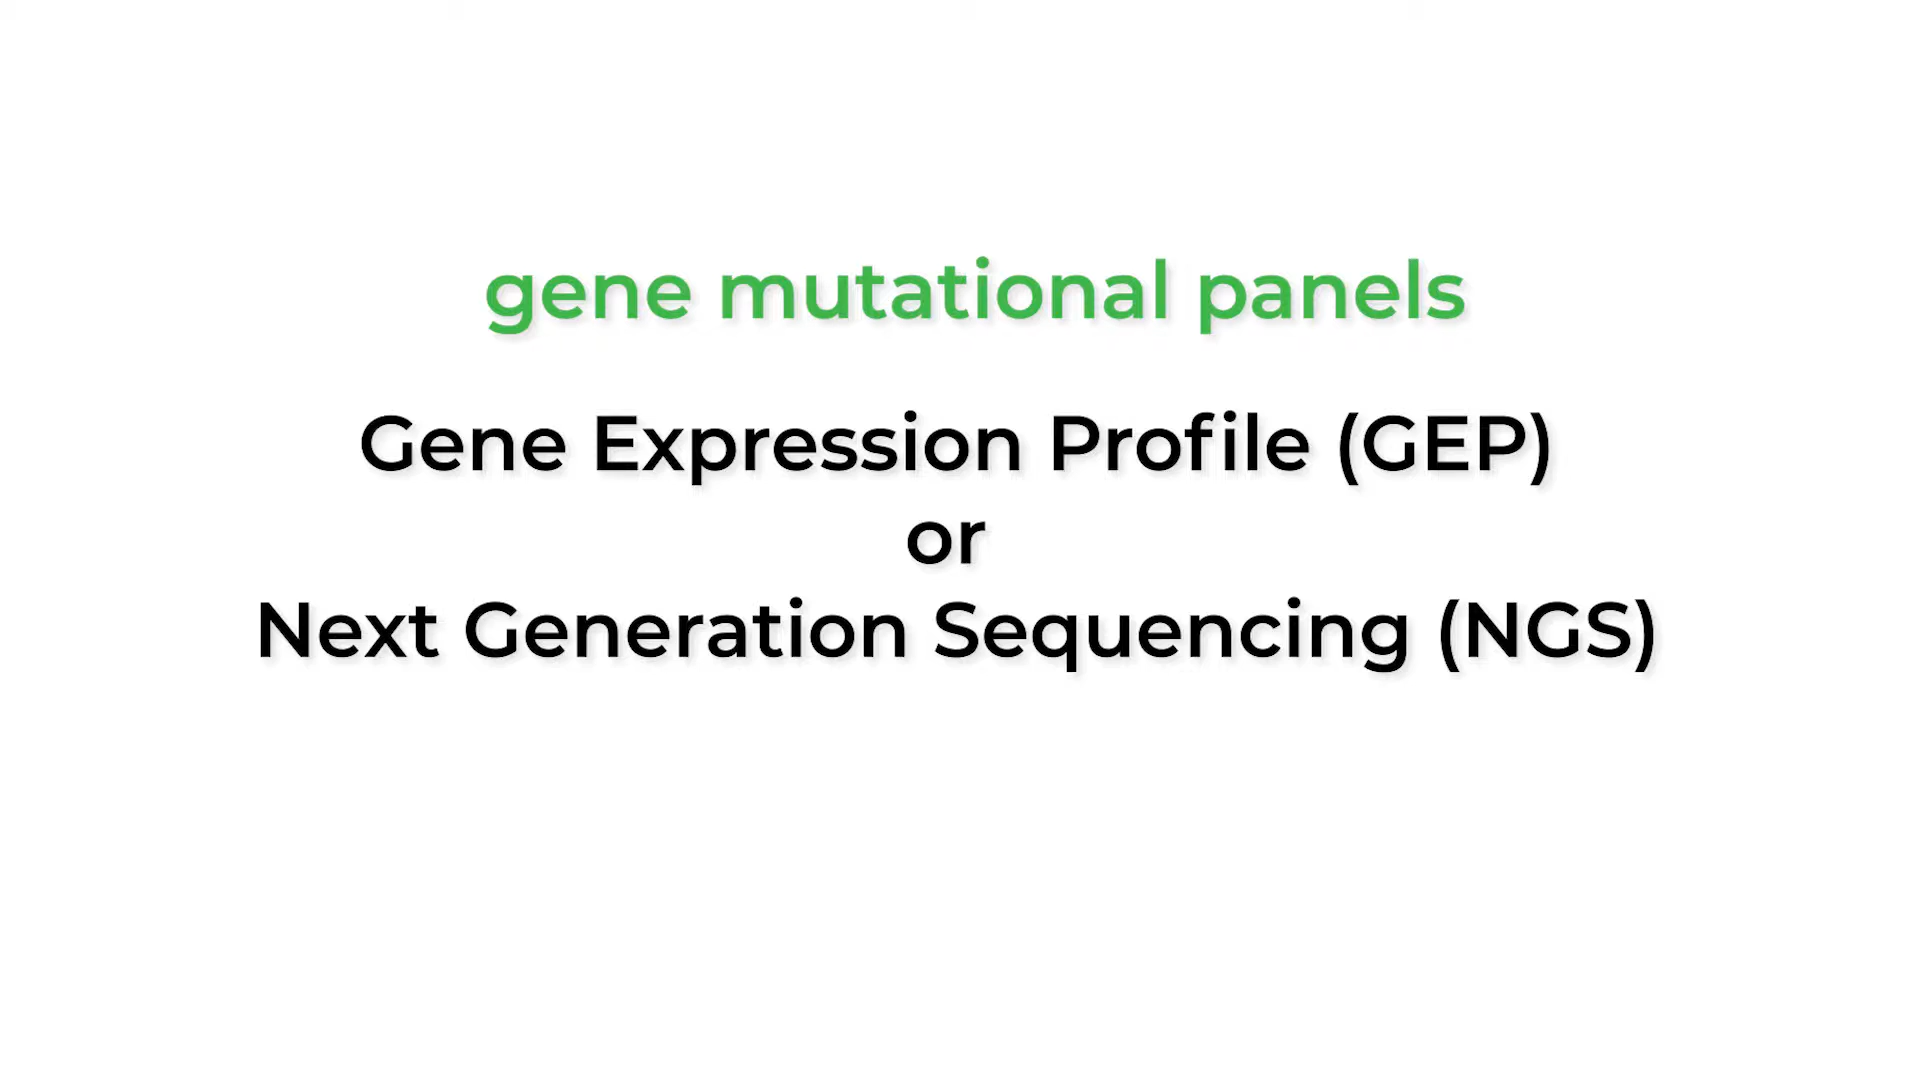 gene mutational panels
Gene Expression Profile (GEP)
or
Next Generation Sequencing (NGS)